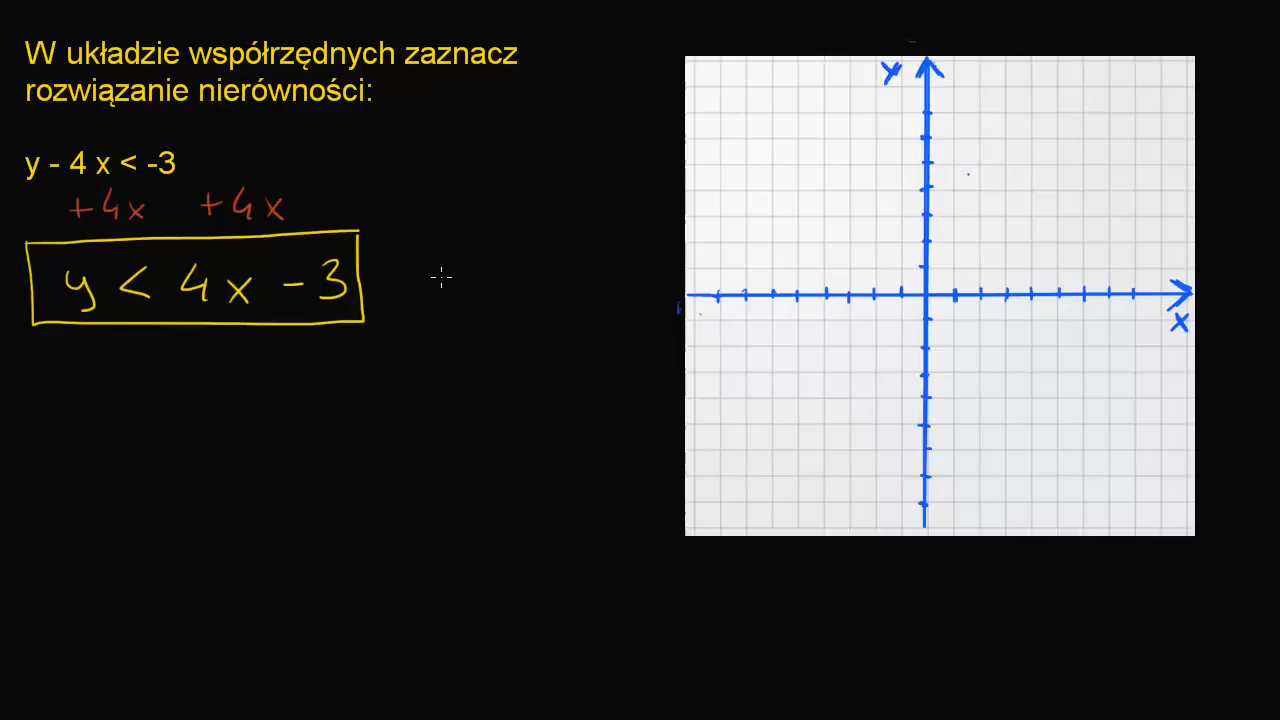 W układzie współrzędnych zaznacz
rozwiązanie nierówności:
y - 4 x < -3
+4x +4x
y < 4x - 3
y
x